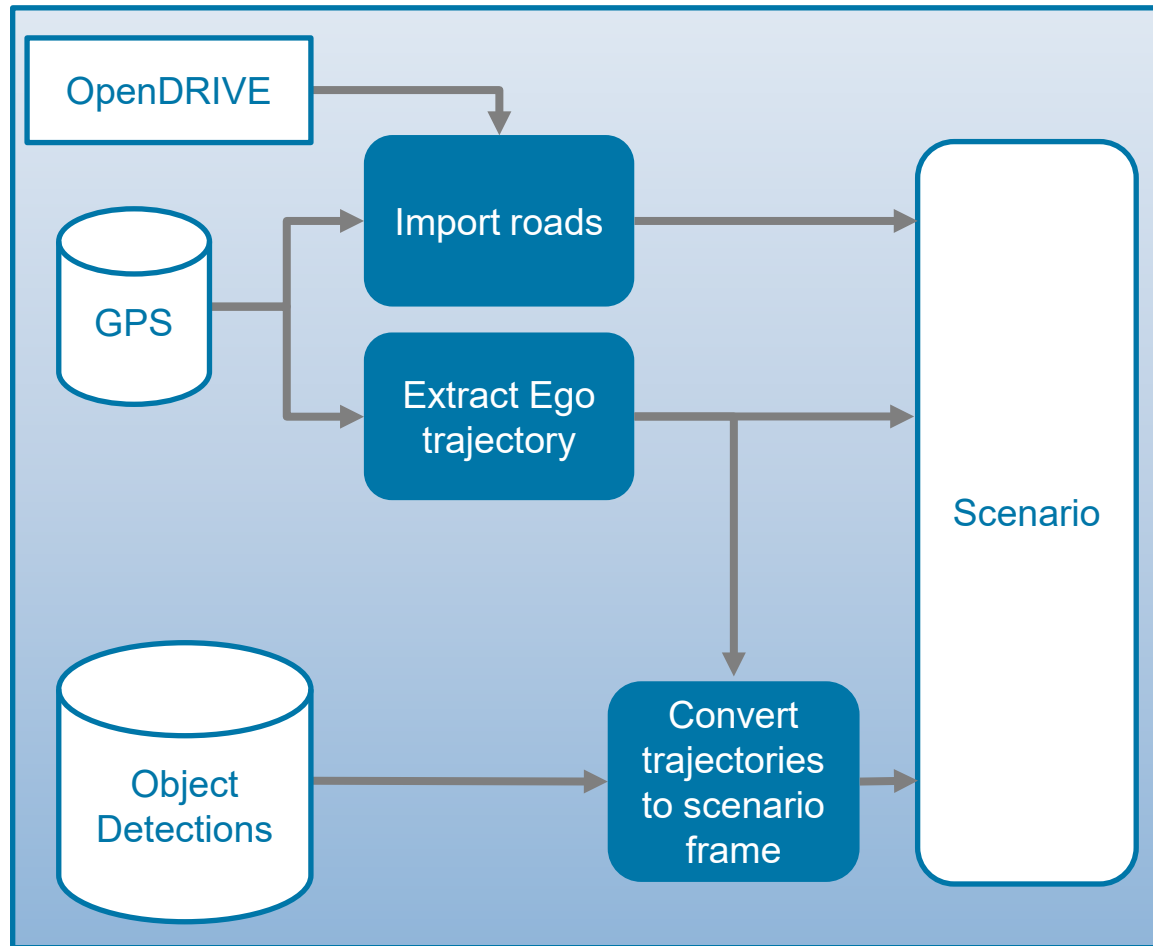 OpenDRIVE
Import roads
GPS
Extract Ego
trajectory
Scenario
Object
Detections
Convert
trajectories
to scenario
frame